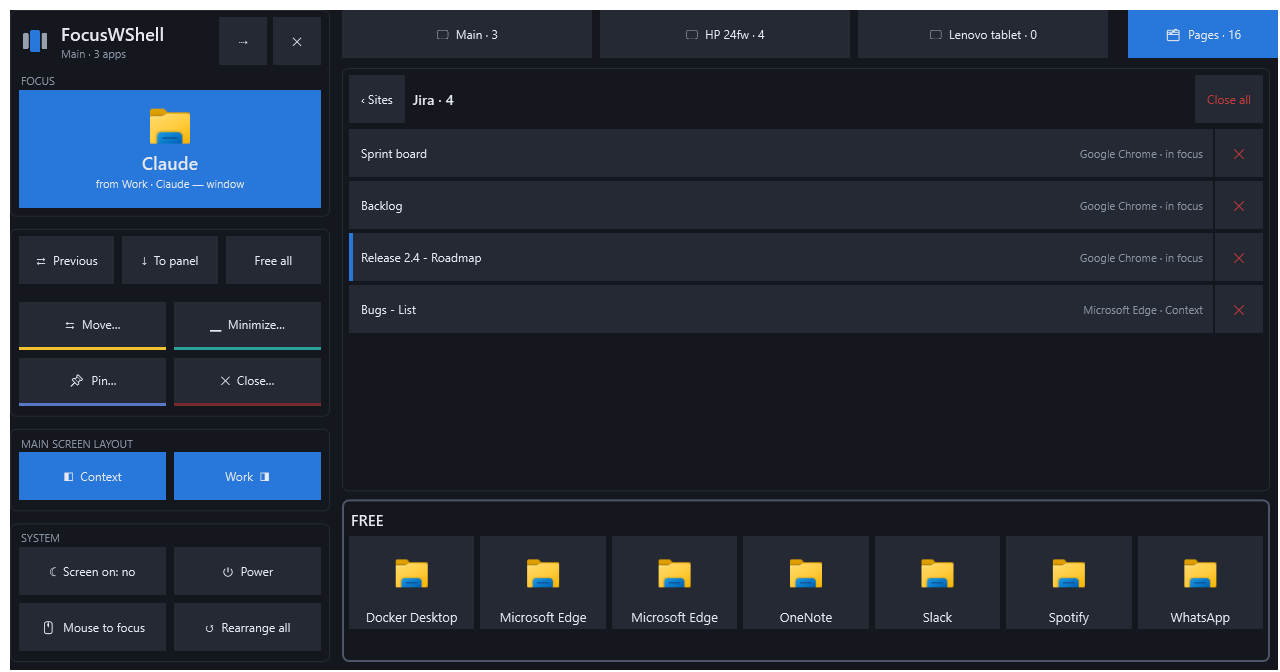 FocusWShell
Main · 3 apps
→
×
FOCUS
Claude
from Work · Claude — window
⇄ Previous
↓ To panel
Free all
⇆ Move...
Minimize...
Pin...
× Close...
MAIN SCREEN LAYOUT
Context
Work
SYSTEM
☾ Screen on: no
Power
Mouse to focus
↺ Rearrange all
Main · 3
HP 24fw · 4
Lenovo tablet · 0
Pages · 16
‹ Sites
Jira · 4
Close all
Sprint board
Google Chrome · in focus
Backlog
Google Chrome · in focus
Release 2.4 - Roadmap
Google Chrome · in focus
Bugs - List
Microsoft Edge · Context
FREE
Docker Desktop
Microsoft Edge
Microsoft Edge
OneNote
Slack
Spotify
WhatsApp